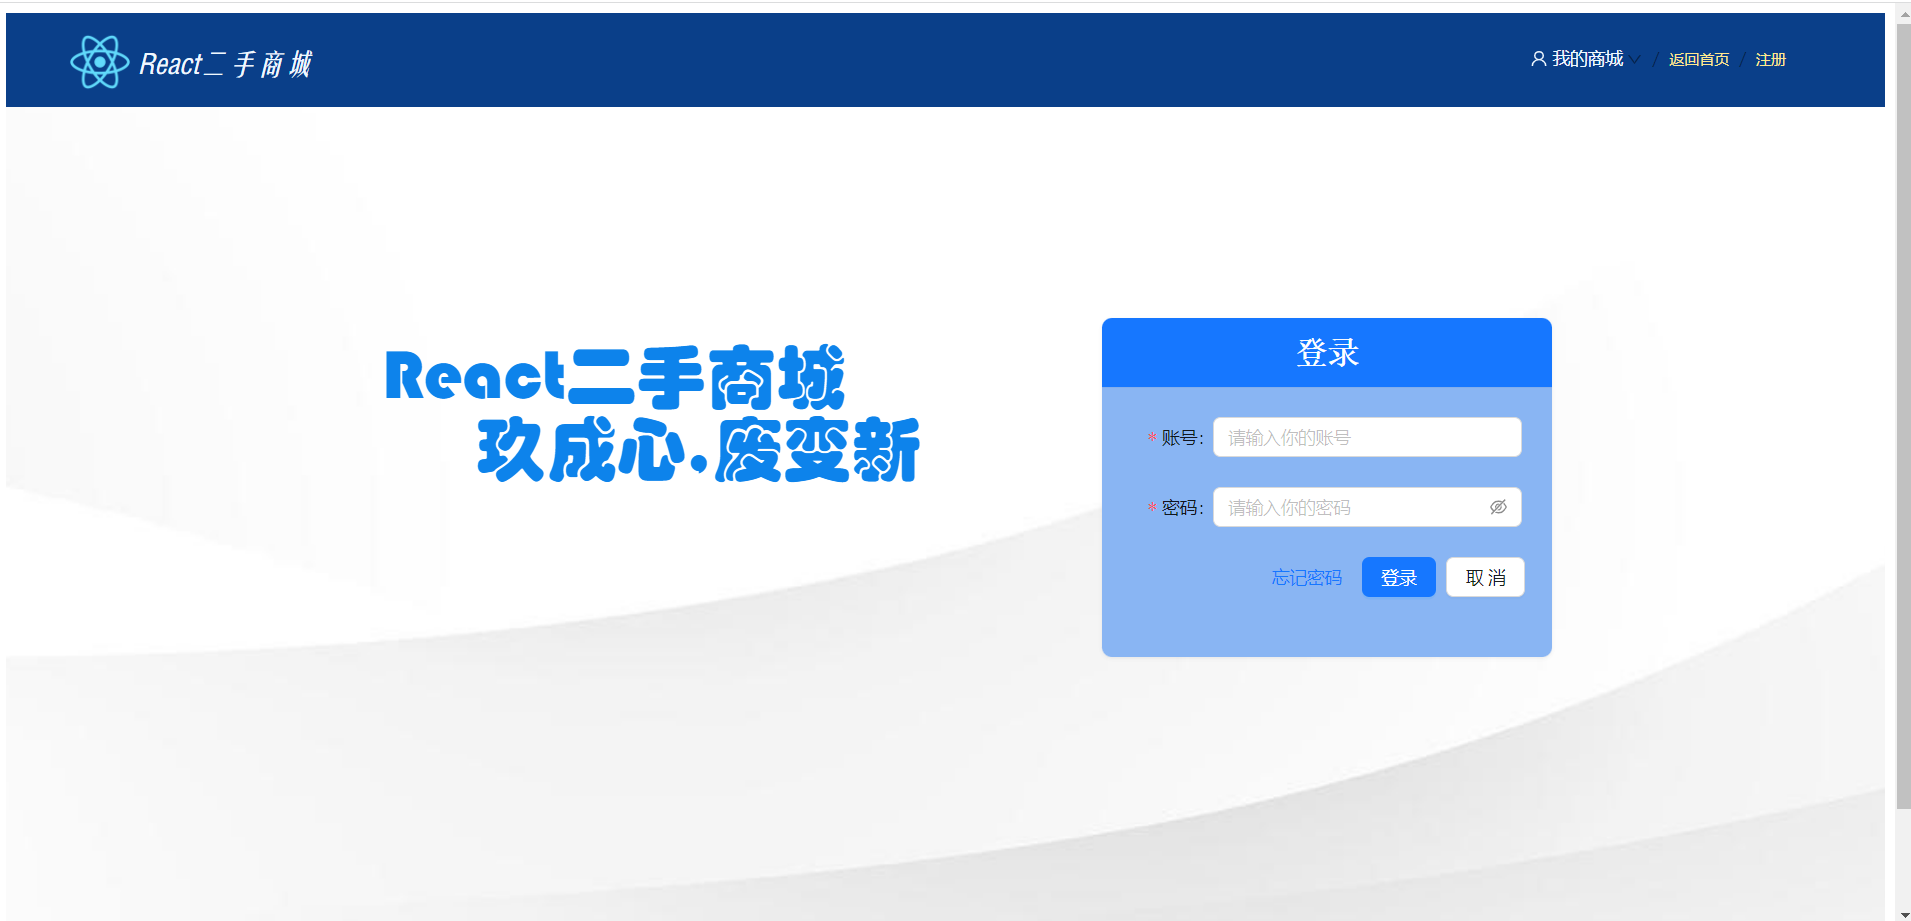 React二手商城
我的商城 / 返回首页 / 注册
React二手商城
玖成心.废变新
登录
* 账号:
请输入你的账号
* 密码:
请输入你的密码
忘记密码
登录
取 消